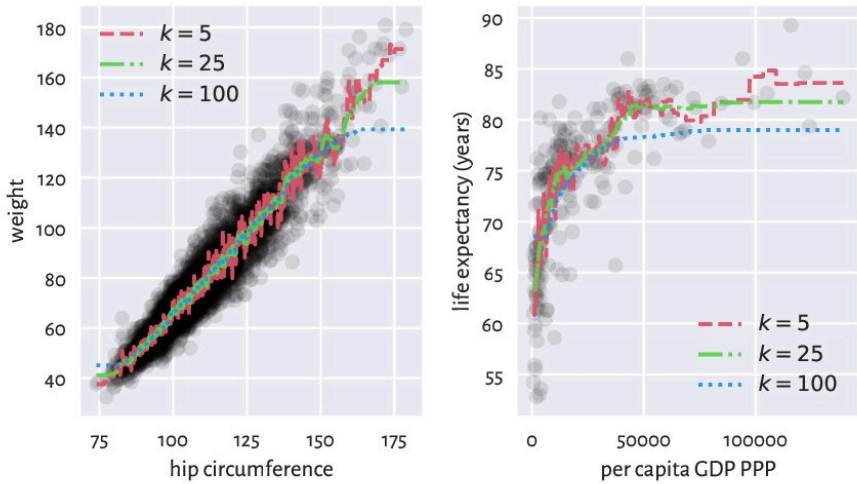 k = 5
k = 25
k = 100
180
160
140
120
100
80
60
40
weight
75 100 125 150 175
hip circumference
90
85
80
75
70
65
60
55
life expectancy (years)
k = 5
k = 25
k = 100
0 50000 100000
per capita GDP PPP